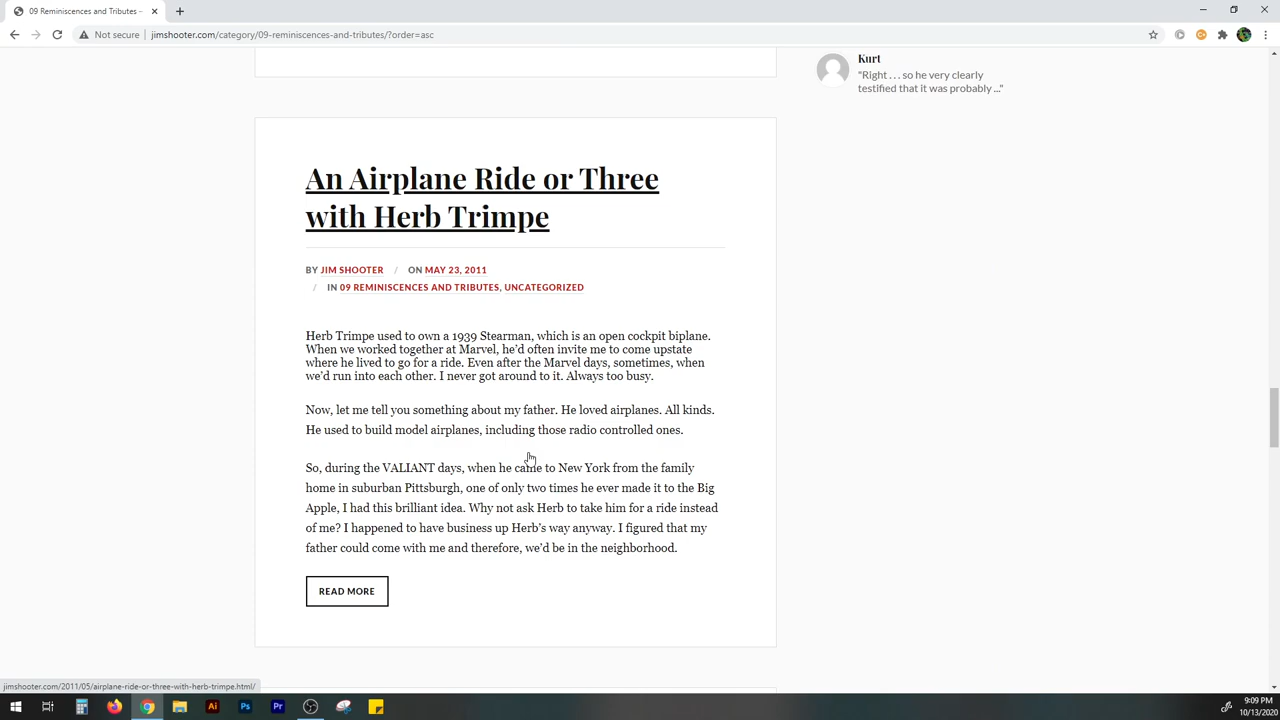 09 Reminiscences and Tributes –
Not secure
jimshooter.com/category/09-reminiscences-and-tributes/?order=asc
Kurt
"Right . . . so he very clearly
testified that it was probably ..."
An Airplane Ride or Three
with Herb Trimpe
BY JIM SHOOTER / ON MAY 23, 2011
/ IN 09 REMINISCENCES AND TRIBUTES, UNCATEGORIZED
Herb Trimpe used to own a 1939 Stearman, which is an open cockpit biplane.
When we worked together at Marvel, he’d often invite me to come upstate
where he lived to go for a ride. Even after the Marvel days, sometimes, when
we’d run into each other. I never got around to it. Always too busy.
Now, let me tell you something about my father. He loved airplanes. All kinds.
He used to build model airplanes, including those radio controlled ones.
So, during the VALIANT days, when he came to New York from the family
home in suburban Pittsburgh, one of only two times he ever made it to the Big
Apple, I had this brilliant idea. Why not ask Herb to take him for a ride instead
of me? I happened to have business up Herb’s way anyway. I figured that my
father could come with me and therefore, we’d be in the neighborhood.
READ MORE
jimshooter.com/2011/05/airplane-ride-or-three-with-herb-trimpe.html/
Ai
Ps
Pr
9:09 PM
10/13/2020